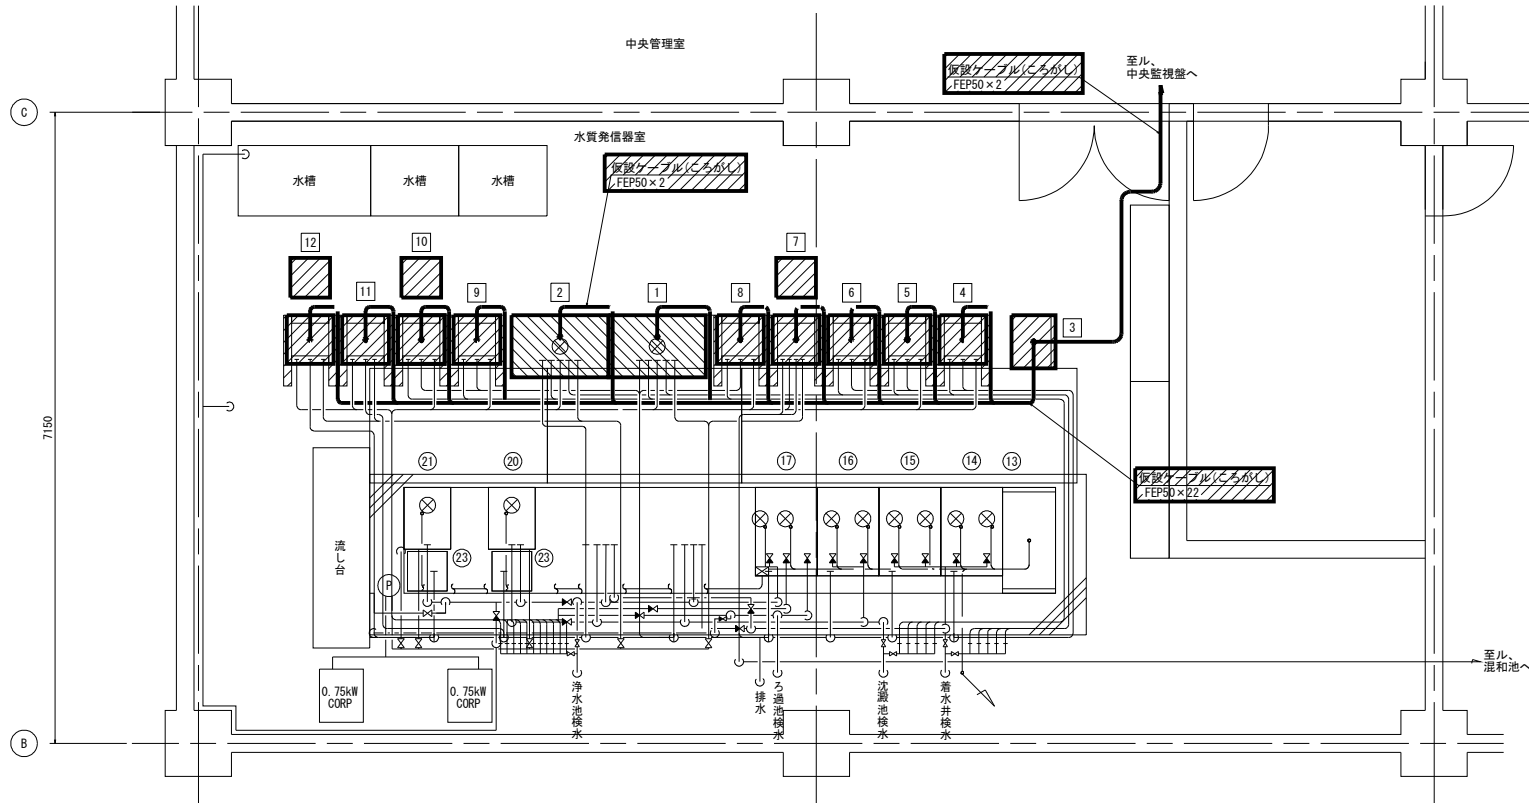 中央管理室
仮設ケーブル(ころがし)
FEP50×2
至ル、
中央監視盤へ
C
水質発信器室
仮設ケーブル(ころがし)
FEP50×2
水槽
水槽
水槽
12
10
7
11
9
2
1
8
6
5
4
3
7150
21
20
17
16
15
14
13
仮設ケーブル(ころがし)
FEP50×22
流し台
23
23
P
0.75kW
CORP
0.75kW
CORP
浄水池検水
排水
ろ過池検水
沈澱池検水
着水井検水
至ル、
混和池へ
B